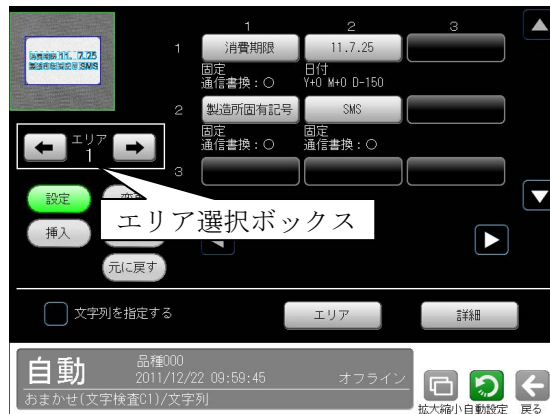 1 2 3
消費期限 11. 7.25
製造所固有記号 SMS
1 消費期限 11.7.25
固定 日付
通信書換：○ Y+0 M+0 D-150
2 製造所固有記号 SMS
固定 固定
通信書換：○ 通信書換：○
エリア
1
3
設定
エリア選択ボックス
挿入
元に戻す
文字列を指定する エリア 詳細
自動 品種000
2011/12/22 09:59:45 オフライン
おまかせ(文字検査C1)/文字列
拡大縮小 自動設定 戻る